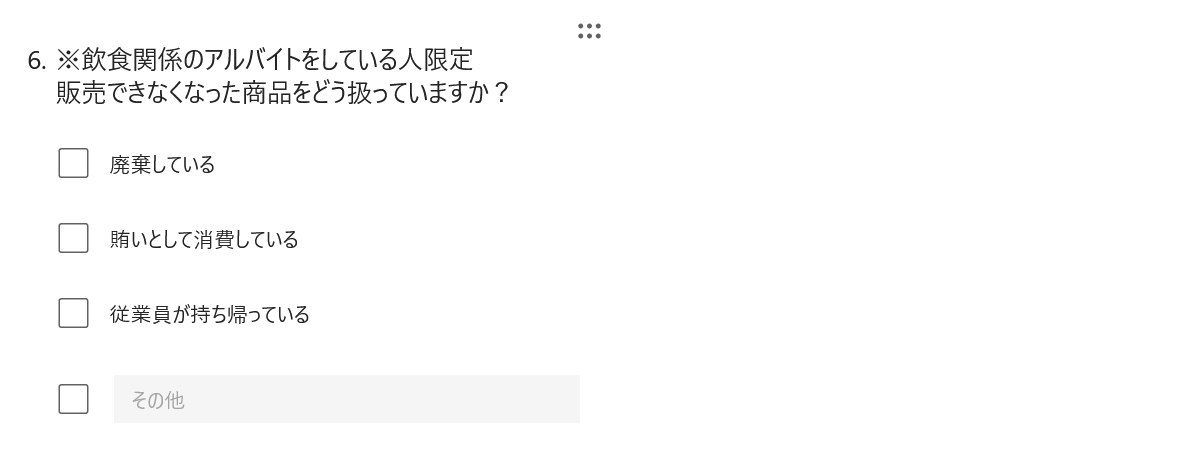 6. ※飲食関係のアルバイトをしている人限定
販売できなくなった商品をどう扱っていますか？
廃棄している
賄いとして消費している
従業員が持ち帰っている
その他